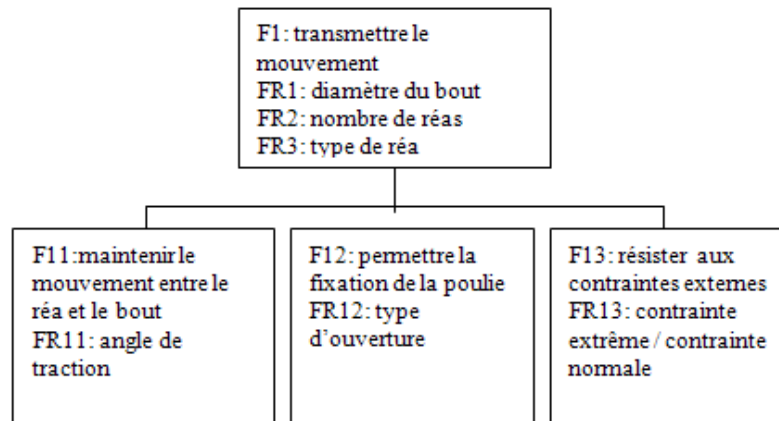 F1: transmettre le
mouvement
FR1: diamètre du bout
FR2: nombre de réas
FR3: type de réa
F11:maintenir le
mouvement entre le
réa et le bout
FR11: angle de
traction
F12: permettre la
fixation de la poulie
FR12: type
d'ouverture
F13: résister aux
contraintes externes
FR13: contrainte
extrême / contrainte
normale